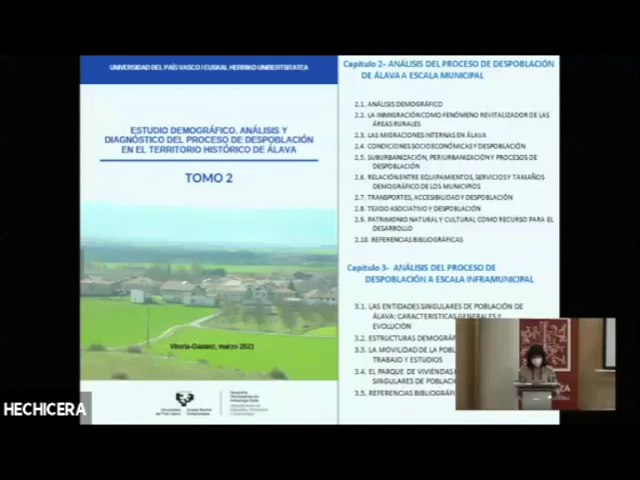 UNIVERSIDAD DEL PAÍS VASCO / EUSKAL HERRIKO UNIBERTSITATEA
ESTUDIO DEMOGRÁFICO. ANÁLISIS Y
DIAGNÓSTICO DEL PROCESO DE DESPOBLACIÓN
EN EL TERRITORIO HISTÓRICO DE ÁLAVA
TOMO 2
Vitoria-Gasteiz, marzo 2021
Capítulo 2- ANÁLISIS DEL PROCESO DE DESPOBLACIÓN
DE ÁLAVA A ESCALA MUNICIPAL
2.1. ANÁLISIS DEMOGRÁFICO
2.2. LA INMIGRACIÓN COMO FENÓMENO REVITALIZADOR DE LAS
ÁREAS RURALES
2.3. LAS MIGRACIONES INTERNAS EN ÁLAVA
2.4. CONDICIONES SOCIOECONÓMICAS Y DESPOBLACIÓN
2.5. SUBURBANIZACIÓN, PERIURBANIZACIÓN Y PROCESOS DE
DESPOBLACIÓN
2.6. RELACIÓN ENTRE EQUIPAMIENTOS, SERVICIOS Y TAMAÑOS
DEMOGRÁFICO DE LOS MUNICIPIOS
2.7. TRANSPORTES, ACCESIBILIDAD Y DESPOBLACIÓN
2.8. TEJIDO ASOCIATIVO Y DESPOBLACIÓN
2.9. PATRIMONIO NATURAL Y CULTURAL COMO RECURSO PARA EL
DESARROLLO
2.10. REFERENCIAS BIBLIOGRÁFICAS
Capítulo 3- ANÁLISIS DEL PROCESO DE
DESPOBLACIÓN A ESCALA INFRAMUNICIPAL
3.1. LAS ENTIDADES SINGULARES DE POBLACIÓN DE
ÁLAVA: CARACTERÍSTICAS GENERALES Y
EVOLUCIÓN
3.2. ESTRUCTURAS DEMOGRÁF
3.3. LA MOVILIDAD DE LA POBL
TRABAJO Y ESTUDIOS
3.4. EL PARQUE DE VIVIENDAS
SINGULARES DE POBLACI
3.5. REFERENCIAS BIBLIOGRÁF
HECHICERA